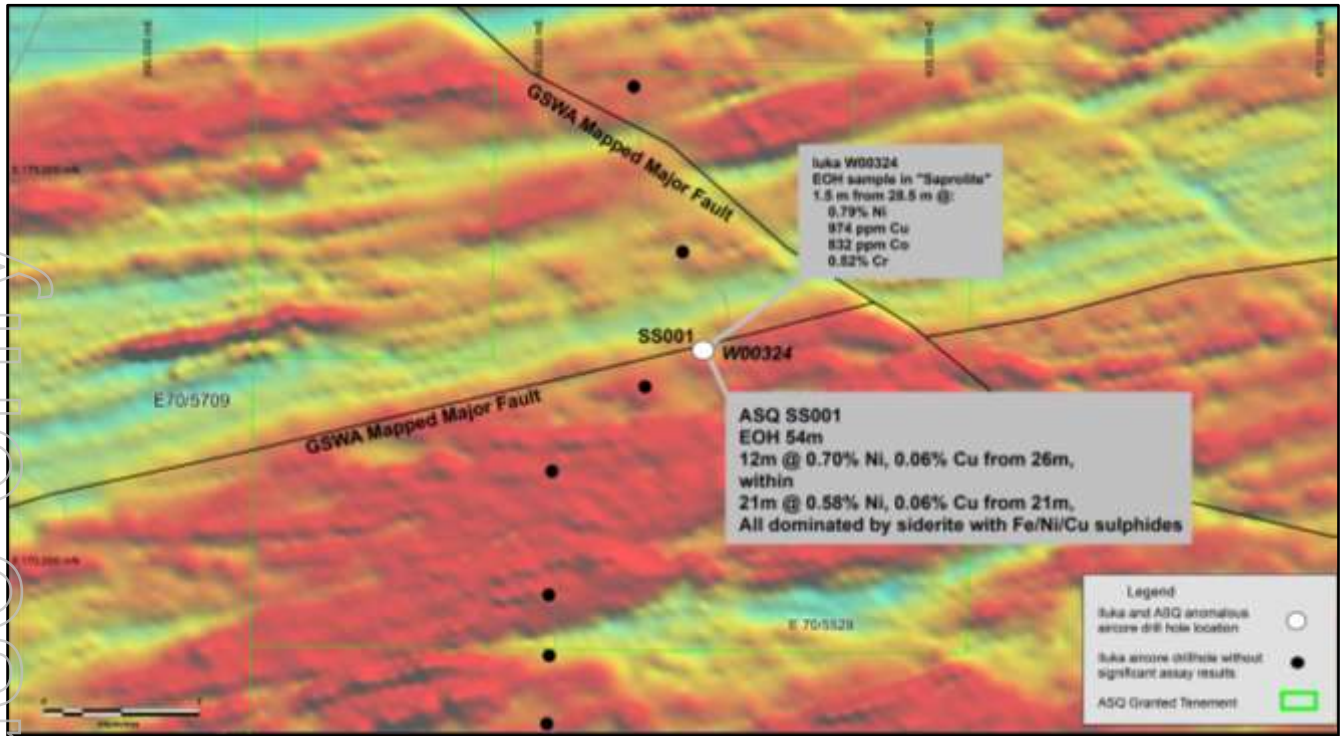 GSWA Mapped Major Fault
Iluka W00324
EOH sample in "Saprolite"
1.5 m from 28.5 m @:
0.79% Ni
974 ppm Cu
832 ppm Co
0.52% Cr
SS001
W00324
E70/5709
GSWA Mapped Major Fault
ASQ SS001
EOH 54m
12m @ 0.70% Ni, 0.06% Cu from 26m,
within
21m @ 0.58% Ni, 0.06% Cu from 21m,
All dominated by siderite with Fe/Ni/Cu sulphides
E 70/5528
Legend
Iluka and ASQ anomalous
aircore drill hole location
Iluka aircore drillhole without
significant assay results
ASQ Granted Tenement